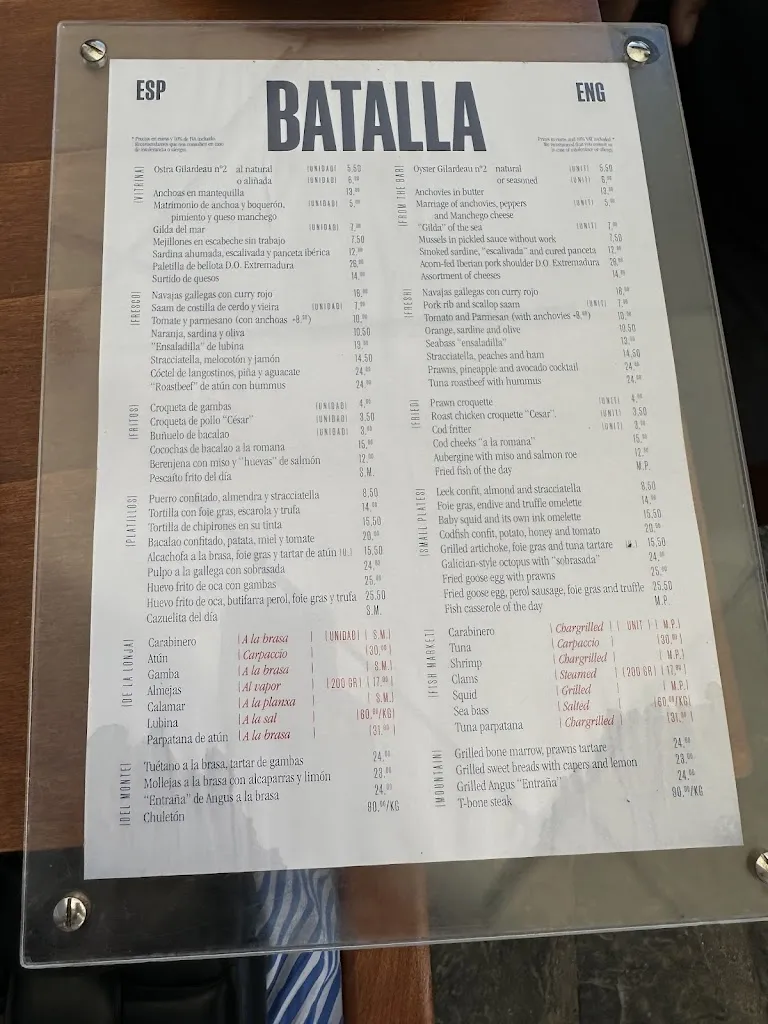 ESP
BATALLA
ENG
* Precios en euros y 10% de IVA incluido.
(VITRINA)
Ostra Gilardeau nº2 al natural (UNIDAD) 5,50
o aliñada (UNIDAD) 6,00
Anchoas en mantequilla 13,00
Matrimonio de anchoa y boquerón, (UNIDAD) 5,00
pimiento y queso manchego
Gilda del mar (UNIDAD) 7,00
Mejillones en escabeche sin trabajo 7,50
Sardina ahumada, escalivada y panceta ibérica 12,00
Paletilla de bellota D.O. Extremadura 26,00
Surtido de quesos 14,00
(FRESCO)
Navajas gallegas con curry rojo 16,00
Saam de costilla de cerdo y vieira (UNIDAD) 7,00
Tomate y parmesano (con anchoas +8,00) 10,00
Naranja, sardina y oliva 10,50
"Ensaladilla" de lubina 13,00
Stracciatella, melocotón y jamón 14,50
Cóctel de langostinos, piña y aguacate 24,00
"Roastbeef" de atún con hummus 24,00
(FRITOS)
Croqueta de gambas (UNIDAD) 4,00
Croqueta de pollo "César" (UNIDAD) 3,50
Buñuelo de bacalao (UNIDAD) 3,00
Cocochas de bacalao a la romana 15,00
Berenjena con miso y "huevas" de salmón 12,00
Pescaíto frito del día S.M.
(PLATILLOS)
Puerro confitado, almendra y stracciatella 8,50
Tortilla con foie gras, escarola y trufa 14,00
Tortilla de chipirones en su tinta 15,50
Bacalao confitado, patata, miel y tomate 20,00
Alcachofa a la brasa, foie gras y tartar de atún (U.) 15,50
Pulpo a la gallega con sobrasada 24,00
Huevo frito de oca con gambas 25,00
Huevo frito de oca, butifarra perol, foie gras y trufa 25,50
Cazuelita del día S.M.
(DE LA LONJA)
Carabinero | A la brasa | (UNIDAD) ( S.M.)
Atún | Carpaccio | (30,00)
Gamba | A la brasa | ( S.M.)
Almejas | Al vapor | (200 GR) ( 17,00)
Calamar | A la planxa | ( S.M.)
Lubina | A la sal | (60,00/KG)
Parpatana de atún | A la brasa | (31,00)
(DEL MONTE)
Tuétano a la brasa, tartar de gambas 24,00
Mollejas a la brasa con alcaparras y limón 23,00
"Entraña" de Angus a la brasa 24,00
Chuletón 90,00/KG
(FROM THE BAR)
Oyster Gilardeau nº2 natural (UNIT) 5,50
or seasoned (UNIT) 6,00
Anchovies in butter 13,00
Marriage of anchovies, peppers (UNIT) 5,00
and Manchego cheese
"Gilda" of the sea (UNIT) 7,00
Mussels in pickled sauce without work 7,50
Smoked sardine, "escalivada" and cured panceta 12,00
Acorn-fed Iberian pork shoulder D.O. Extremadura 26,00
Assortment of cheeses 14,00
(FRESH)
Navajas gallegas con curry rojo 16,00
Pork rib and scallop saam (UNIT) 7,00
Tomato and Parmesan (with anchovies +8,00) 10,00
Orange, sardine and olive 10,50
Seabass "ensaladilla" 13,00
Stracciatella, peaches and ham 14,50
Prawns, pineapple and avocado cocktail 24,00
Tuna roastbeef with hummus 24,00
(FRIED)
Prawn croquette (UNIT) 4,00
Roast chicken croquette "Cesar". (UNIT) 3,50
Cod fritter (UNIT) 3,00
Cod cheeks "a la romana" 15,00
Aubergine with miso and salmon roe 12,00
Fried fish of the day M.P.
(SMALL PLATES)
Leek confit, almond and stracciatella 8,50
Foie gras, endive and truffle omelette 14,00
Baby squid and its own ink omelette 15,50
Codfish confit, potato, honey and tomato 20,00
Grilled artichoke, foie gras and tuna tartare 15,50
Galician-style octopus with "sobrasada" 24,00
Fried goose egg with prawns 25,00
Fried goose egg, perol sausage, foie gras and truffle 25,50
Fish casserole of the day M.P.
(FISH MARKET)
Carabinero | Chargrilled | ( UNIT ) ( M.P.)
Tuna | Carpaccio | (30,00)
Shrimp | Chargrilled | ( M.P.)
Clams | Steamed | (200 GR) ( 17,00)
Squid | Grilled | ( M.P.)
Sea bass | Salted | (60,00/KG)
Tuna parpatana | Chargrilled | (31,00)
(MOUNTAIN)
Grilled bone marrow, prawns tartare 24,00
Grilled sweet breads with capers and lemon 23,00
Grilled Angus "Entraña" 24,00
T-bone steak 90,00/KG